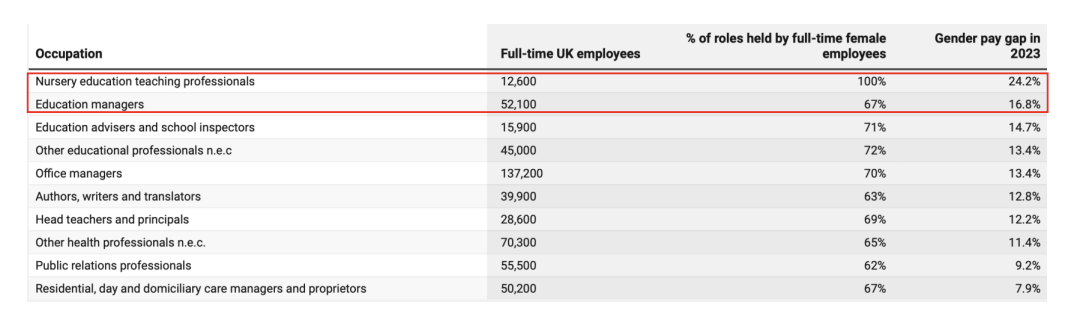 Occupation Full-time UK employees % of roles held by full-time female employees Gender pay gap in 2023
Nursery education teaching professionals 12,600 100% 24.2%
Education managers 52,100 67% 16.8%
Education advisers and school inspectors 15,900 71% 14.7%
Other educational professionals n.e.c 45,000 72% 13.4%
Office managers 137,200 70% 13.4%
Authors, writers and translators 39,900 63% 12.8%
Head teachers and principals 28,600 69% 12.2%
Other health professionals n.e.c. 70,300 65% 11.4%
Public relations professionals 55,500 62% 9.2%
Residential, day and domiciliary care managers and proprietors 50,200 67% 7.9%